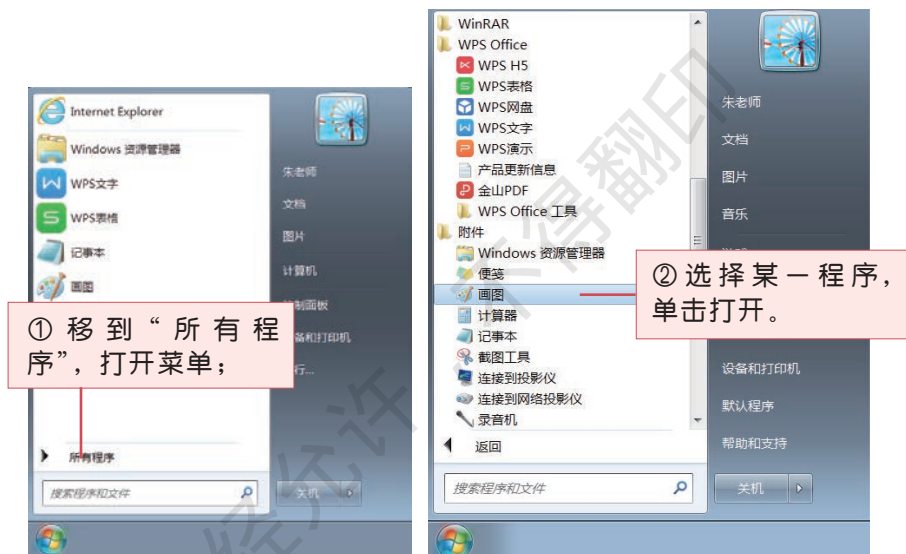 Internet Explorer
Windows 资源管理器
WPS文字
WPS表格
记事本
画图
① 移到“所有程
序”，打开菜单；
所有程序
搜索程序和文件
朱老师
文档
图片
计算机
制面板
备和打印机
行...
关机
WinRAR
WPS Office
WPS H5
WPS表格
WPS网盘
WPS文字
WPS演示
产品更新信息
金山PDF
WPS Office 工具
附件
Windows 资源管理器
便笺
画图
计算器
记事本
截图工具
连接到投影仪
连接到网络投影仪
录音机
返回
搜索程序和文件
朱老师
文档
图片
音乐
② 选择某一程序，
单击打开。
设备和打印机
默认程序
帮助和支持
关机
经允许
不得翻印